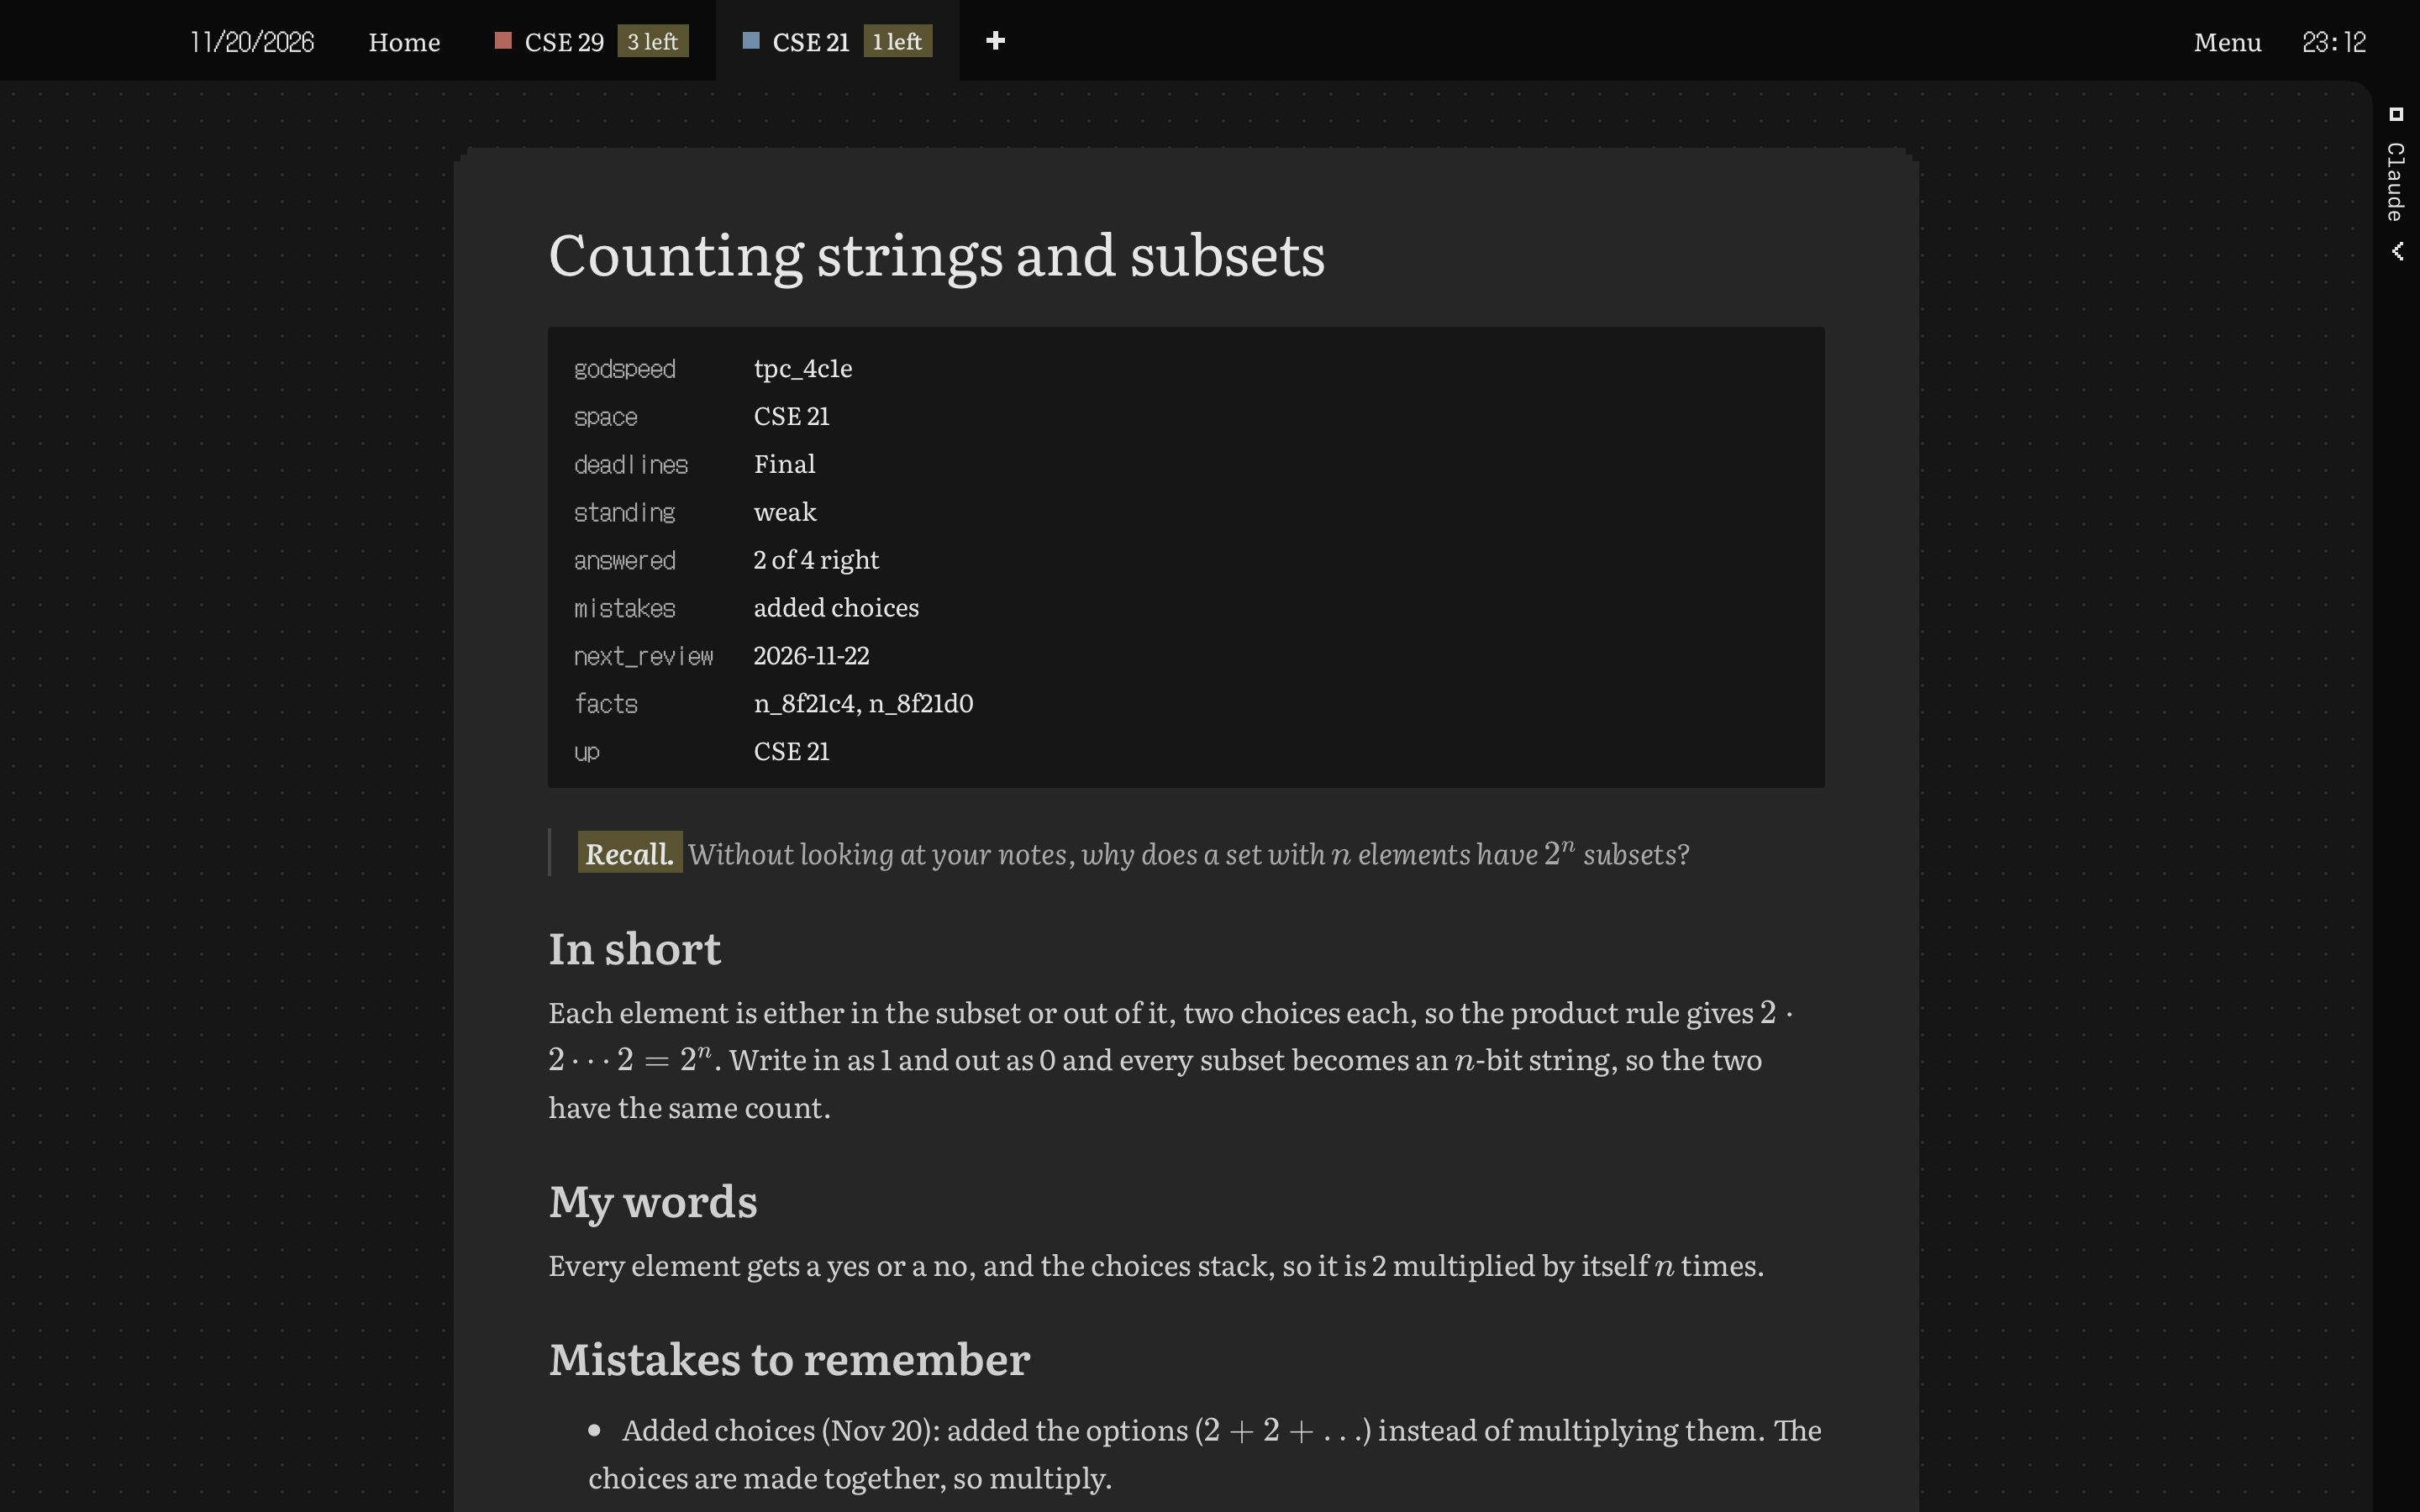 11/20/2026 Home CSE 29 3 left CSE 21 1 left Menu 23:12
Claude
Counting strings and subsets
godspeed tpc_4c1e
space CSE 21
deadlines Final
standing weak
answered 2 of 4 right
mistakes added choices
next_review 2026-11-22
facts n_8f21c4, n_8f21d0
up CSE 21
Recall. Without looking at your notes, why does a set with n elements have 2ⁿ subsets?
In short
Each element is either in the subset or out of it, two choices each, so the product rule gives 2 ·
2 ··· 2 = 2ⁿ. Write in as 1 and out as 0 and every subset becomes an n-bit string, so the two
have the same count.
My words
Every element gets a yes or a no, and the choices stack, so it is 2 multiplied by itself n times.
Mistakes to remember
• Added choices (Nov 20): added the options (2 + 2 + ...) instead of multiplying them. The
choices are made together, so multiply.